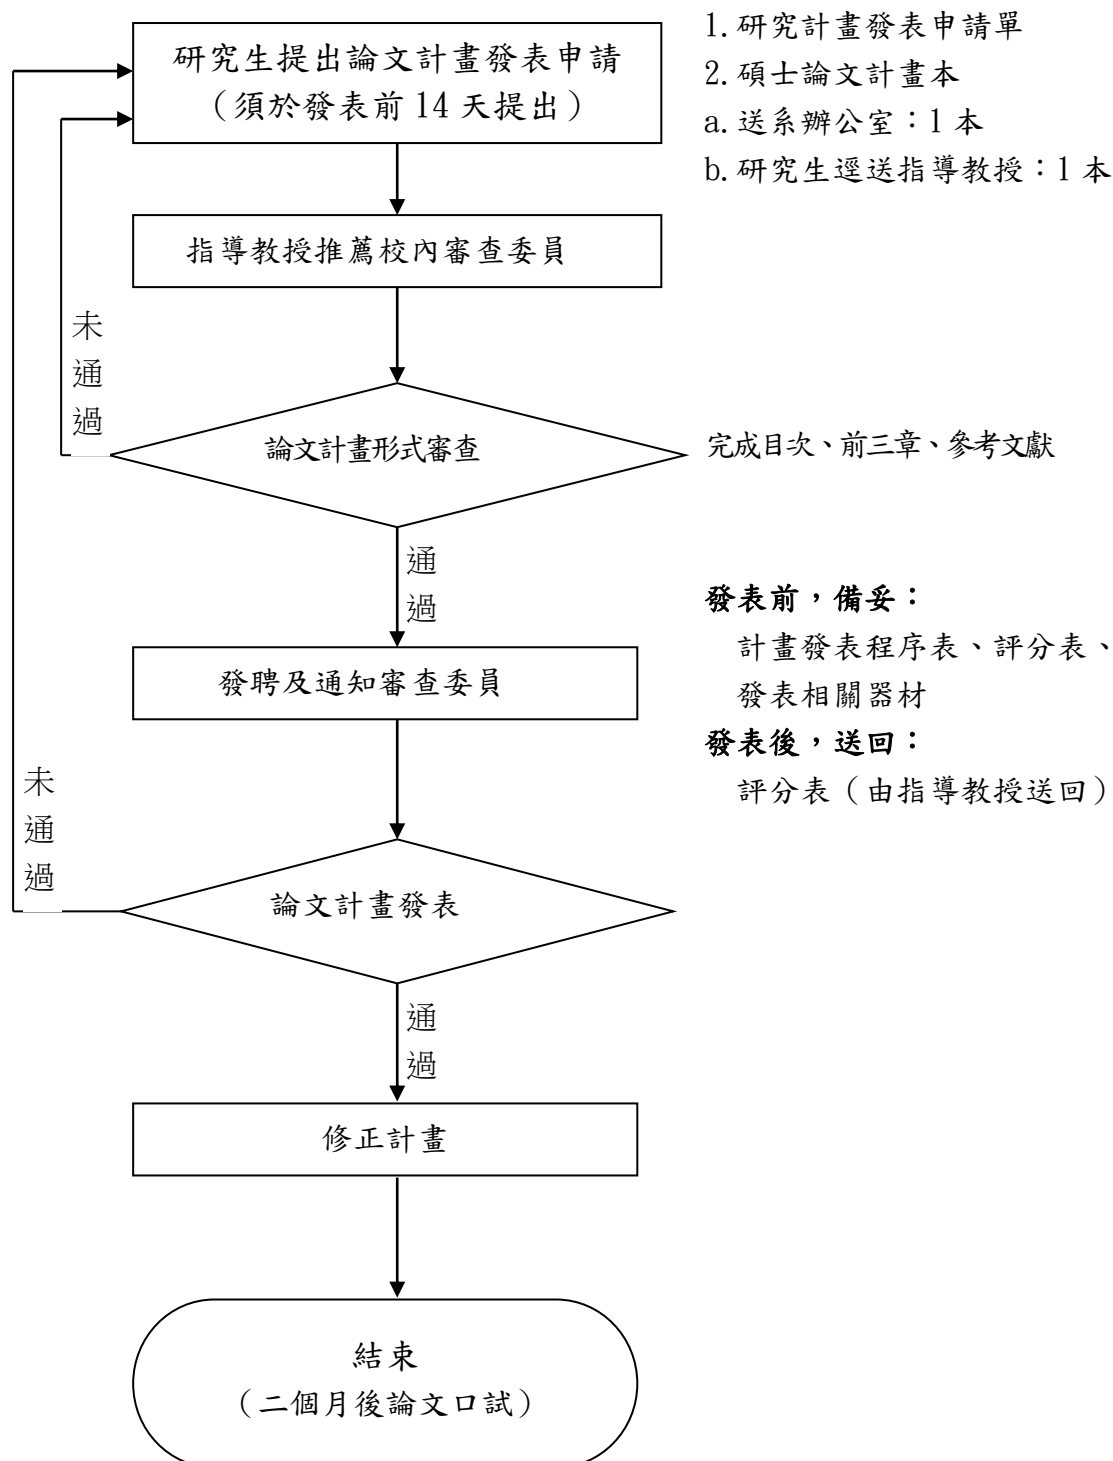 研究生提出論文計畫發表申請
（須於發表前 14 天提出）
1.研究計畫發表申請單
2.碩士論文計畫本
a.送系辦公室：1 本
b.研究生逕送指導教授：1 本
指導教授推薦校內審查委員
未通過
論文計畫形式審查
完成目次、前三章、參考文獻
通過
發聘及通知審查委員
發表前，備妥：
計畫發表程序表、評分表、
發表相關器材
發表後，送回：
評分表（由指導教授送回）
未通過
論文計畫發表
通過
修正計畫
結束
（二個月後論文口試）